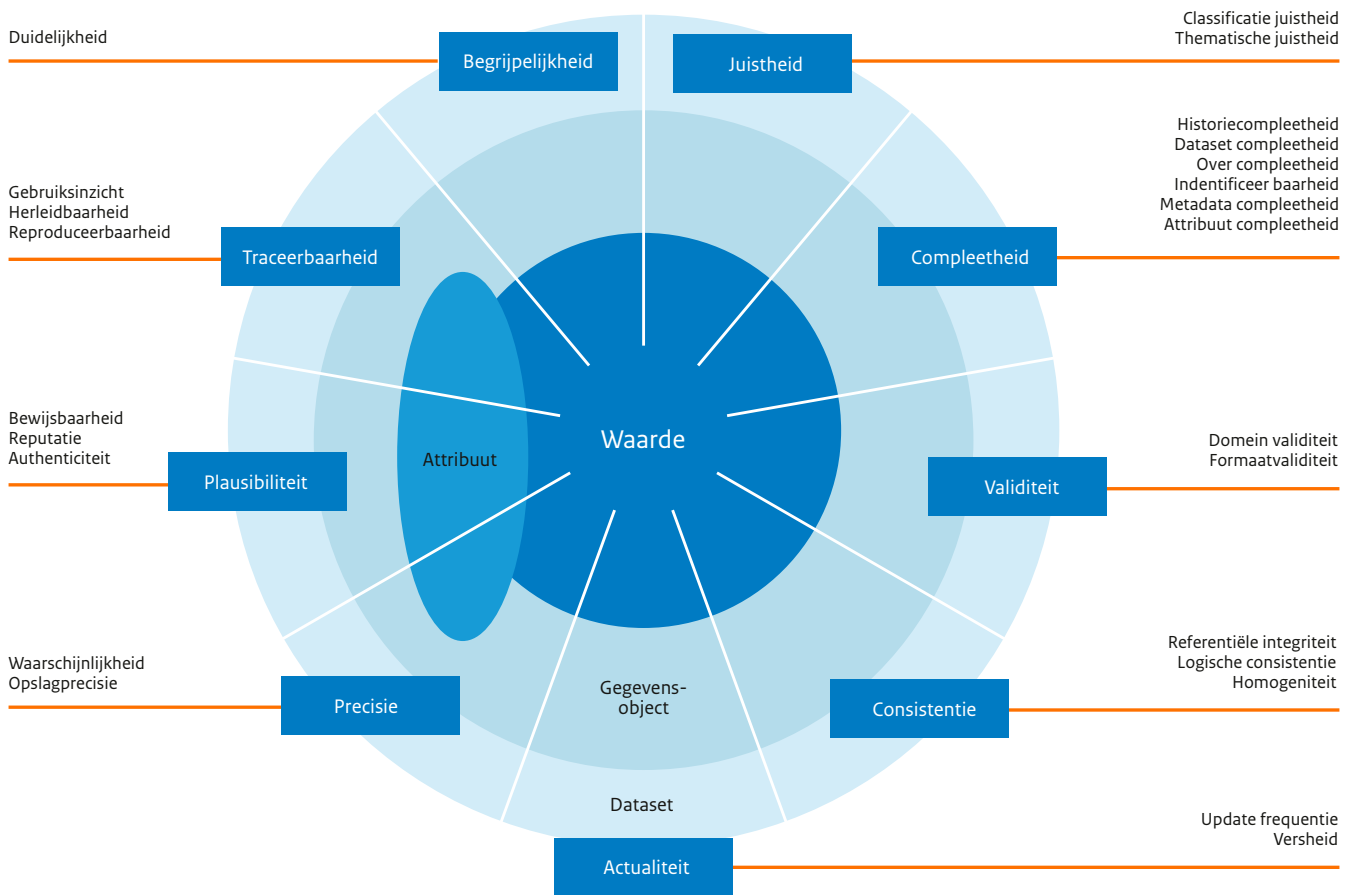 Duidelijkheid
Begrijpelijkheid
Classificatie juistheid
Thematische juistheid
Juistheid
Historiecompleetheid
Dataset compleetheid
Over compleetheid
Indentificeer baarheid
Metadata compleetheid
Attribuut compleetheid
Compleetheid
Gebruiksinzicht
Herleidbaarheid
Reproduceerbaarheid
Traceerbaarheid
Waarde
Attribuut
Bewijsbaarheid
Reputatie
Authenticiteit
Plausibiliteit
Domein validiteit
Formaatvaliditeit
Validiteit
Waarschijnlijkheid
Opslagprecisie
Precisie
Gegevens-
object
Referentiële integriteit
Logische consistentie
Homogeniteit
Consistentie
Dataset
Update frequentie
Versheid
Actualiteit